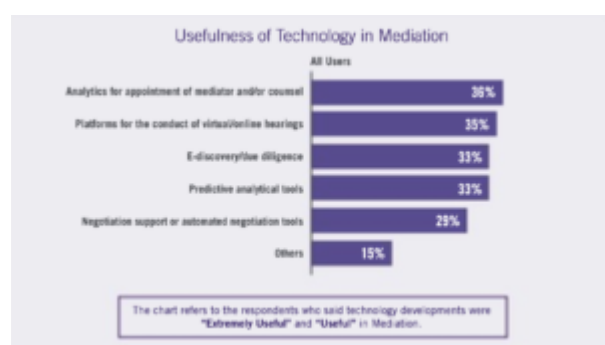 Usefulness of Technology in Mediation
All Users
Analytics for appointment of mediator and/or counsel 36%
Platforms for the conduct of virtual/online hearings 35%
E-discovery/due diligence 33%
Predictive analytical tools 33%
Negotiation support or automated negotiation tools 29%
Others 15%
The chart refers to the respondents who said technology developments were
"Extremely Useful" and "Useful" in Mediation.